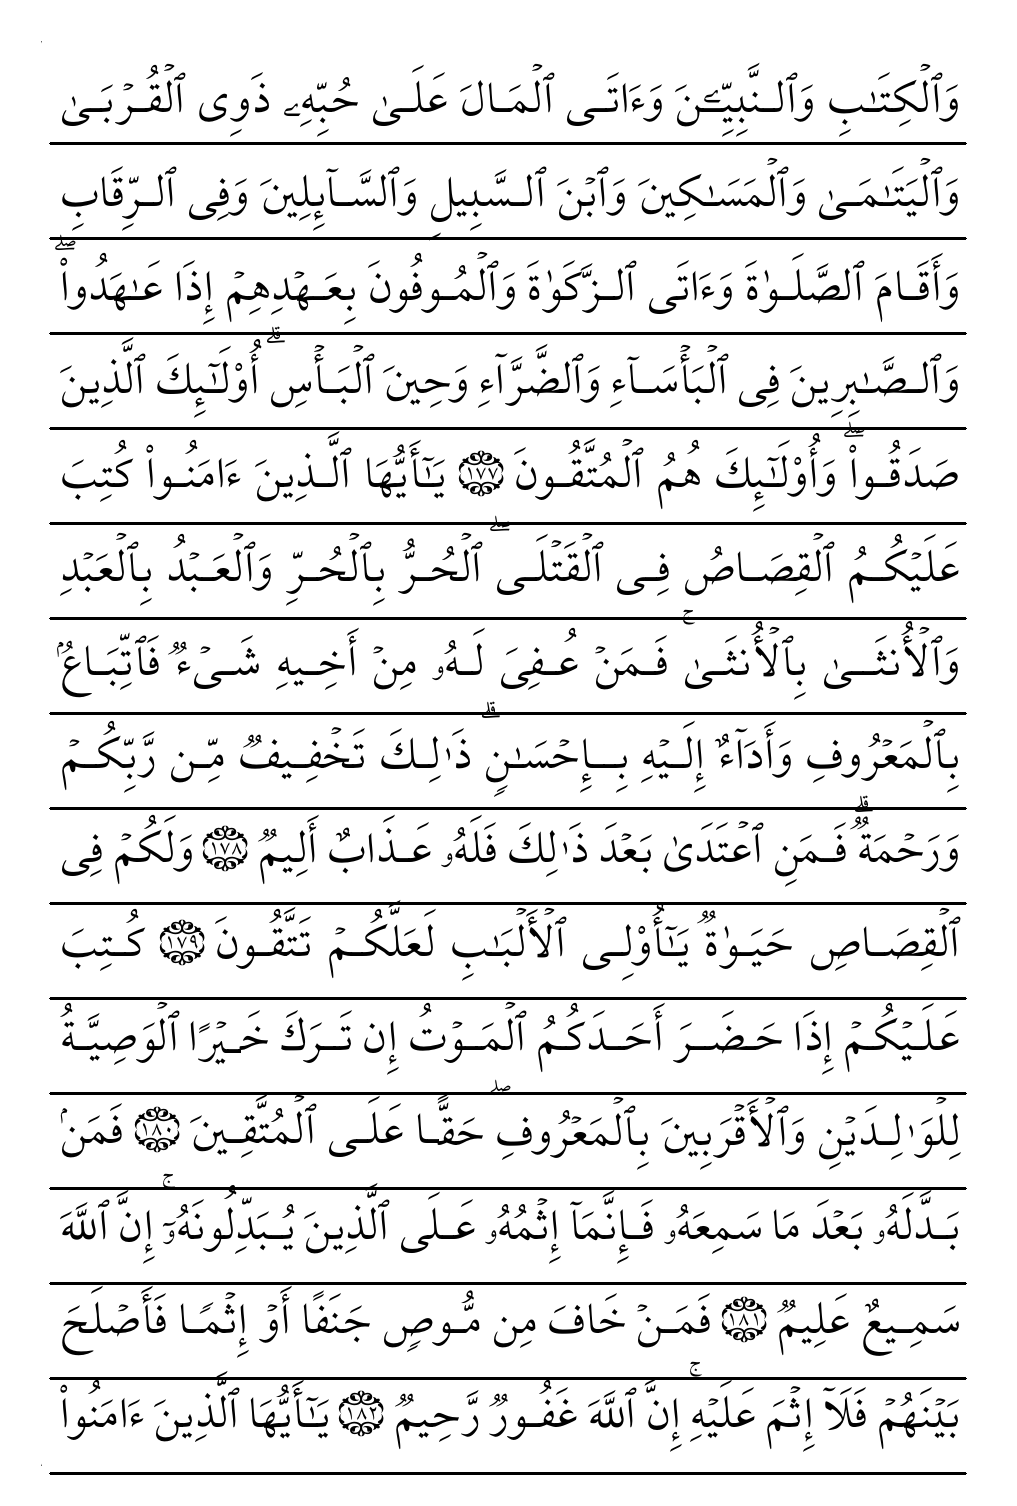 وَٱلۡكِتَٰبِ وَٱلنَّبِيِّـۧنَ وَءَاتَى ٱلۡمَالَ عَلَىٰ حُبِّهِۦ ذَوِى ٱلۡقُرۡبَىٰ
وَٱلۡيَتَٰمَىٰ وَٱلۡمَسَٰكِينَ وَٱبۡنَ ٱلسَّبِيلِ وَٱلسَّآئِلِينَ وَفِى ٱلرِّقَابِ
وَأَقَامَ ٱلصَّلَوٰةَ وَءَاتَى ٱلزَّكَوٰةَ وَٱلۡمُوفُونَ بِعَهۡدِهِمۡ إِذَا عَٰهَدُواْۖ
وَٱلصَّٰبِرِينَ فِى ٱلۡبَأۡسَآءِ وَٱلضَّرَّآءِ وَحِينَ ٱلۡبَأۡسِۗ أُوْلَٰٓئِكَ ٱلَّذِينَ
صَدَقُواْۖ وَأُوْلَٰٓئِكَ هُمُ ٱلۡمُتَّقُونَ ١٧٧ يَٰٓأَيُّهَا ٱلَّذِينَ ءَامَنُواْ كُتِبَ
عَلَيۡكُمُ ٱلۡقِصَاصُ فِى ٱلۡقَتۡلَىۖ ٱلۡحُرُّ بِٱلۡحُرِّ وَٱلۡعَبۡدُ بِٱلۡعَبۡدِ
وَٱلۡأُنثَىٰ بِٱلۡأُنثَىٰۚ فَمَنۡ عُفِىَ لَهُۥ مِنۡ أَخِيهِ شَىۡءٞ فَٱتِّبَاعُۢ
بِٱلۡمَعۡرُوفِ وَأَدَآءٌ إِلَيۡهِ بِإِحۡسَٰنٖۗ ذَٰلِكَ تَخۡفِيفٞ مِّن رَّبِّكُمۡ
وَرَحۡمَةٞۗ فَمَنِ ٱعۡتَدَىٰ بَعۡدَ ذَٰلِكَ فَلَهُۥ عَذَابٌ أَلِيمٞ ١٧٨ وَلَكُمۡ فِى
ٱلۡقِصَاصِ حَيَوٰةٞ يَٰٓأُوْلِى ٱلۡأَلۡبَٰبِ لَعَلَّكُمۡ تَتَّقُونَ ١٧٩ كُتِبَ
عَلَيۡكُمۡ إِذَا حَضَرَ أَحَدَكُمُ ٱلۡمَوۡتُ إِن تَرَكَ خَيۡرًا ٱلۡوَصِيَّةُ
لِلۡوَٰلِدَيۡنِ وَٱلۡأَقۡرَبِينَ بِٱلۡمَعۡرُوفِۖ حَقًّا عَلَى ٱلۡمُتَّقِينَ ١٨٠ فَمَنۢ
بَدَّلَهُۥ بَعۡدَ مَا سَمِعَهُۥ فَإِنَّمَآ إِثۡمُهُۥ عَلَى ٱلَّذِينَ يُبَدِّلُونَهُۥٓۚ إِنَّ ٱللَّهَ
سَمِيعٌ عَلِيمٞ ١٨١ فَمَنۡ خَافَ مِن مُّوصٖ جَنَفًا أَوۡ إِثۡمٗا فَأَصۡلَحَ
بَيۡنَهُمۡ فَلَآ إِثۡمَ عَلَيۡهِۚ إِنَّ ٱللَّهَ غَفُورٞ رَّحِيمٞ ١٨٢ يَٰٓأَيُّهَا ٱلَّذِينَ ءَامَنُواْ